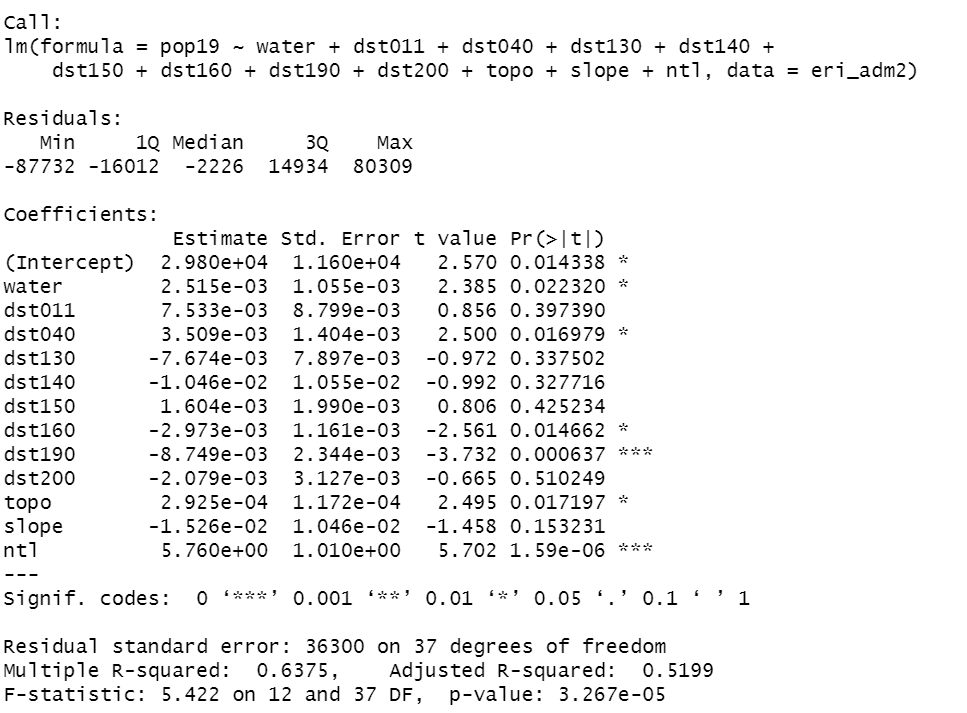 Call:
lm(formula = pop19 ~ water + dst011 + dst040 + dst130 + dst140 +
    dst150 + dst160 + dst190 + dst200 + topo + slope + ntl, data = eri_adm2)

Residuals:
   Min     1Q Median     3Q    Max
-87732 -16012  -2226  14934  80309

Coefficients:
              Estimate Std. Error t value Pr(>|t|)
(Intercept)  2.980e+04  1.160e+04   2.570 0.014338 *
water        2.515e-03  1.055e-03   2.385 0.022320 *
dst011       7.533e-03  8.799e-03   0.856 0.397390
dst040       3.509e-03  1.404e-03   2.500 0.016979 *
dst130      -7.674e-03  7.897e-03  -0.972 0.337502
dst140      -1.046e-02  1.055e-02  -0.992 0.327716
dst150       1.604e-03  1.990e-03   0.806 0.425234
dst160      -2.973e-03  1.161e-03  -2.561 0.014662 *
dst190      -8.749e-03  2.344e-03  -3.732 0.000637 ***
dst200      -2.079e-03  3.127e-03  -0.665 0.510249
topo         2.925e-04  1.172e-04   2.495 0.017197 *
slope       -1.526e-02  1.046e-02  -1.458 0.153231
ntl          5.760e+00  1.010e+00   5.702 1.59e-06 ***
---
Signif. codes:  0 ‘***’ 0.001 ‘**’ 0.01 ‘*’ 0.05 ‘.’ 0.1 ‘ ’ 1

Residual standard error: 36300 on 37 degrees of freedom
Multiple R-squared:  0.6375,    Adjusted R-squared:  0.5199
F-statistic: 5.422 on 12 and 37 DF,  p-value: 3.267e-05